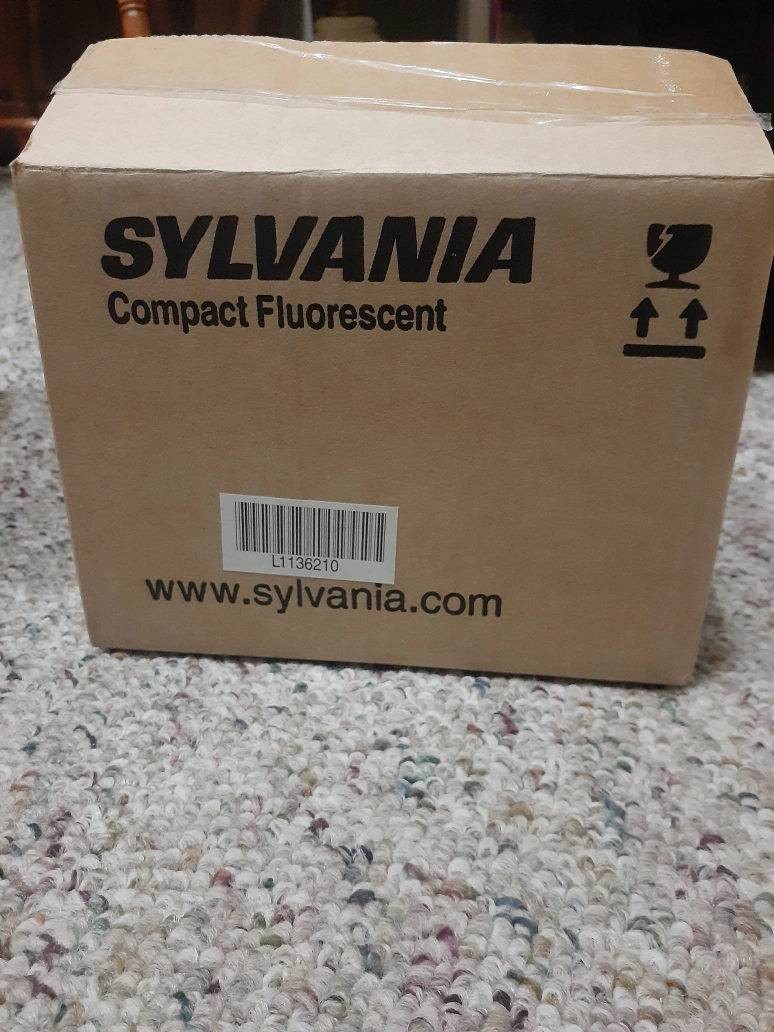 SYLVANIA
Compact Fluorescent
L1136210
www.sylvania.com